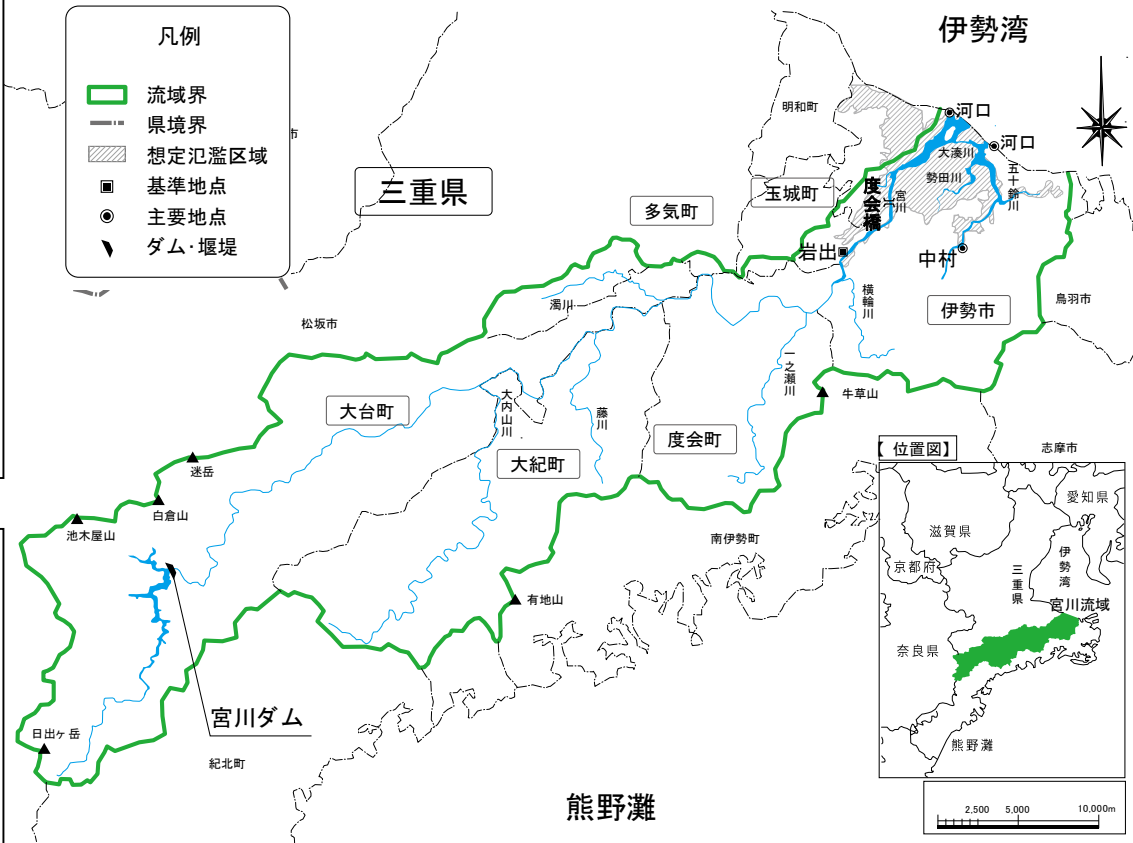 凡例
流域界
県境界
想定氾濫区域
基準地点
主要地点
ダム・堰堤
市
三重県
伊勢湾
明和町
河口
河口
大湊川
勢田川
五十鈴川
玉城町
度会橋
宮川
多気町
岩出
中村
横輪川
伊勢市
鳥羽市
濁川
松坂市
一之瀬川
牛草山
大内山川
藤川
大台町
度会町
大紀町
志摩市
迷岳
白倉山
池木屋山
南伊勢町
有地山
宮川ダム
日出ヶ岳
紀北町
熊野灘
【位置図】
愛知県
滋賀県
京都府
三重県
伊勢湾
宮川流域
奈良県
熊野灘
2,500 5,000 10,000m